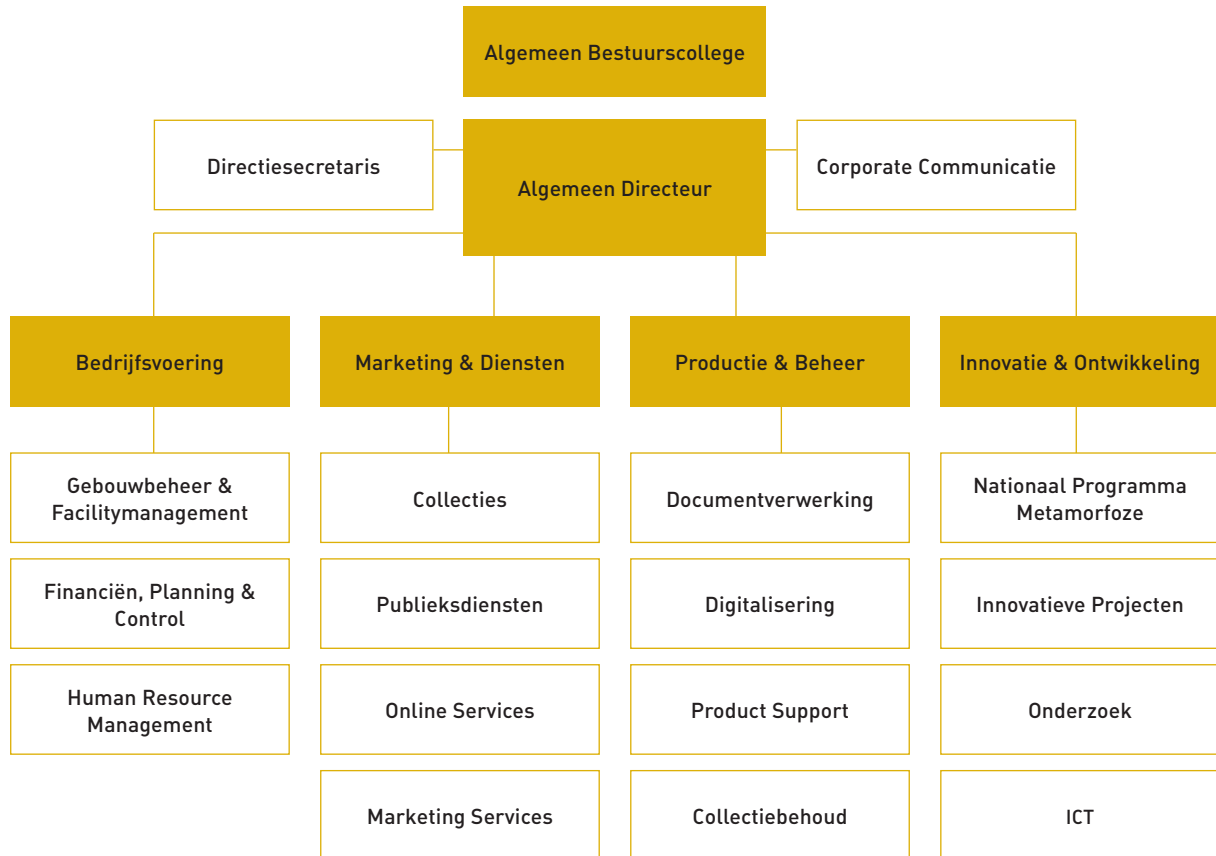 Algemeen Bestuurscollege
Directiesecretaris
Algemeen Directeur
Corporate Communicatie
Bedrijfsvoering
Marketing & Diensten
Productie & Beheer
Innovatie & Ontwikkeling
Gebouwbeheer &
Facilitymanagement
Collecties
Documentverwerking
Nationaal Programma
Metamorfoze
Financiën, Planning &
Control
Publieksdiensten
Digitalisering
Innovatieve Projecten
Human Resource
Management
Online Services
Product Support
Onderzoek
Marketing Services
Collectiebehoud
ICT